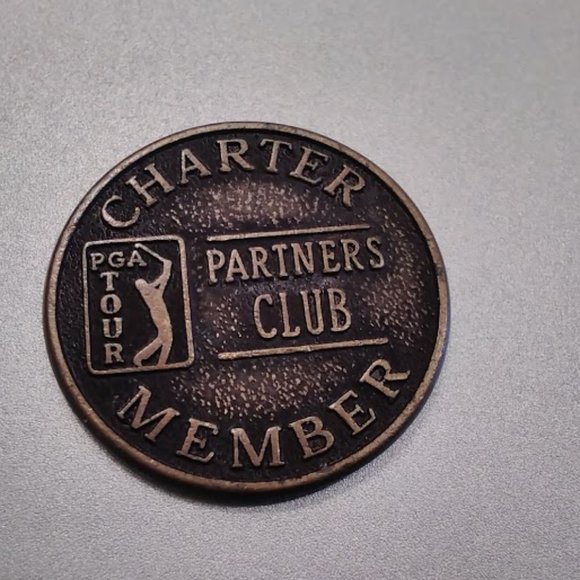 CHARTER
PGA
TOUR
PARTNERS
CLUB
MEMBER